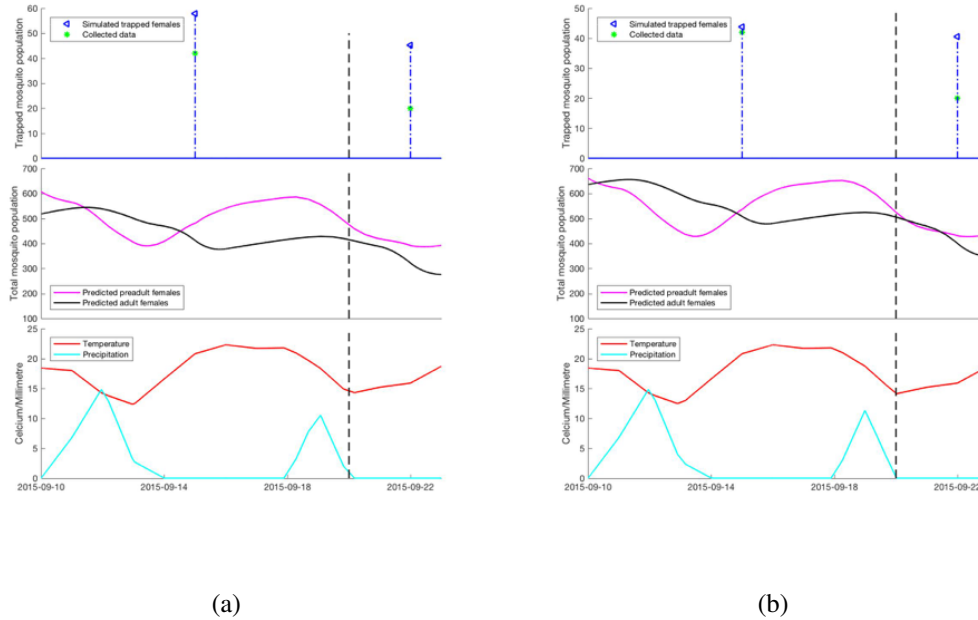 60
50
40
30
20
10
0
Trapped mosquito population
Simulated trapped females
Collected data
700
600
500
400
300
200
100
Total mosquito population
Predicted preadult females
Predicted adult females
25
20
15
10
5
0
Celcium/Millimetre
Temperature
Precipitation
2015-09-10 2015-09-14 2015-09-18 2015-09-22
(a)
50
40
30
20
10
0
Trapped mosquito population
Simulated trapped females
Collected data
700
600
500
400
300
200
100
Total mosquito population
Predicted preadult females
Predicted adult females
25
20
15
10
5
0
Celcium/Millimetre
Temperature
Precipitation
2015-09-10 2015-09-14 2015-09-18 2015-09-22
(b)